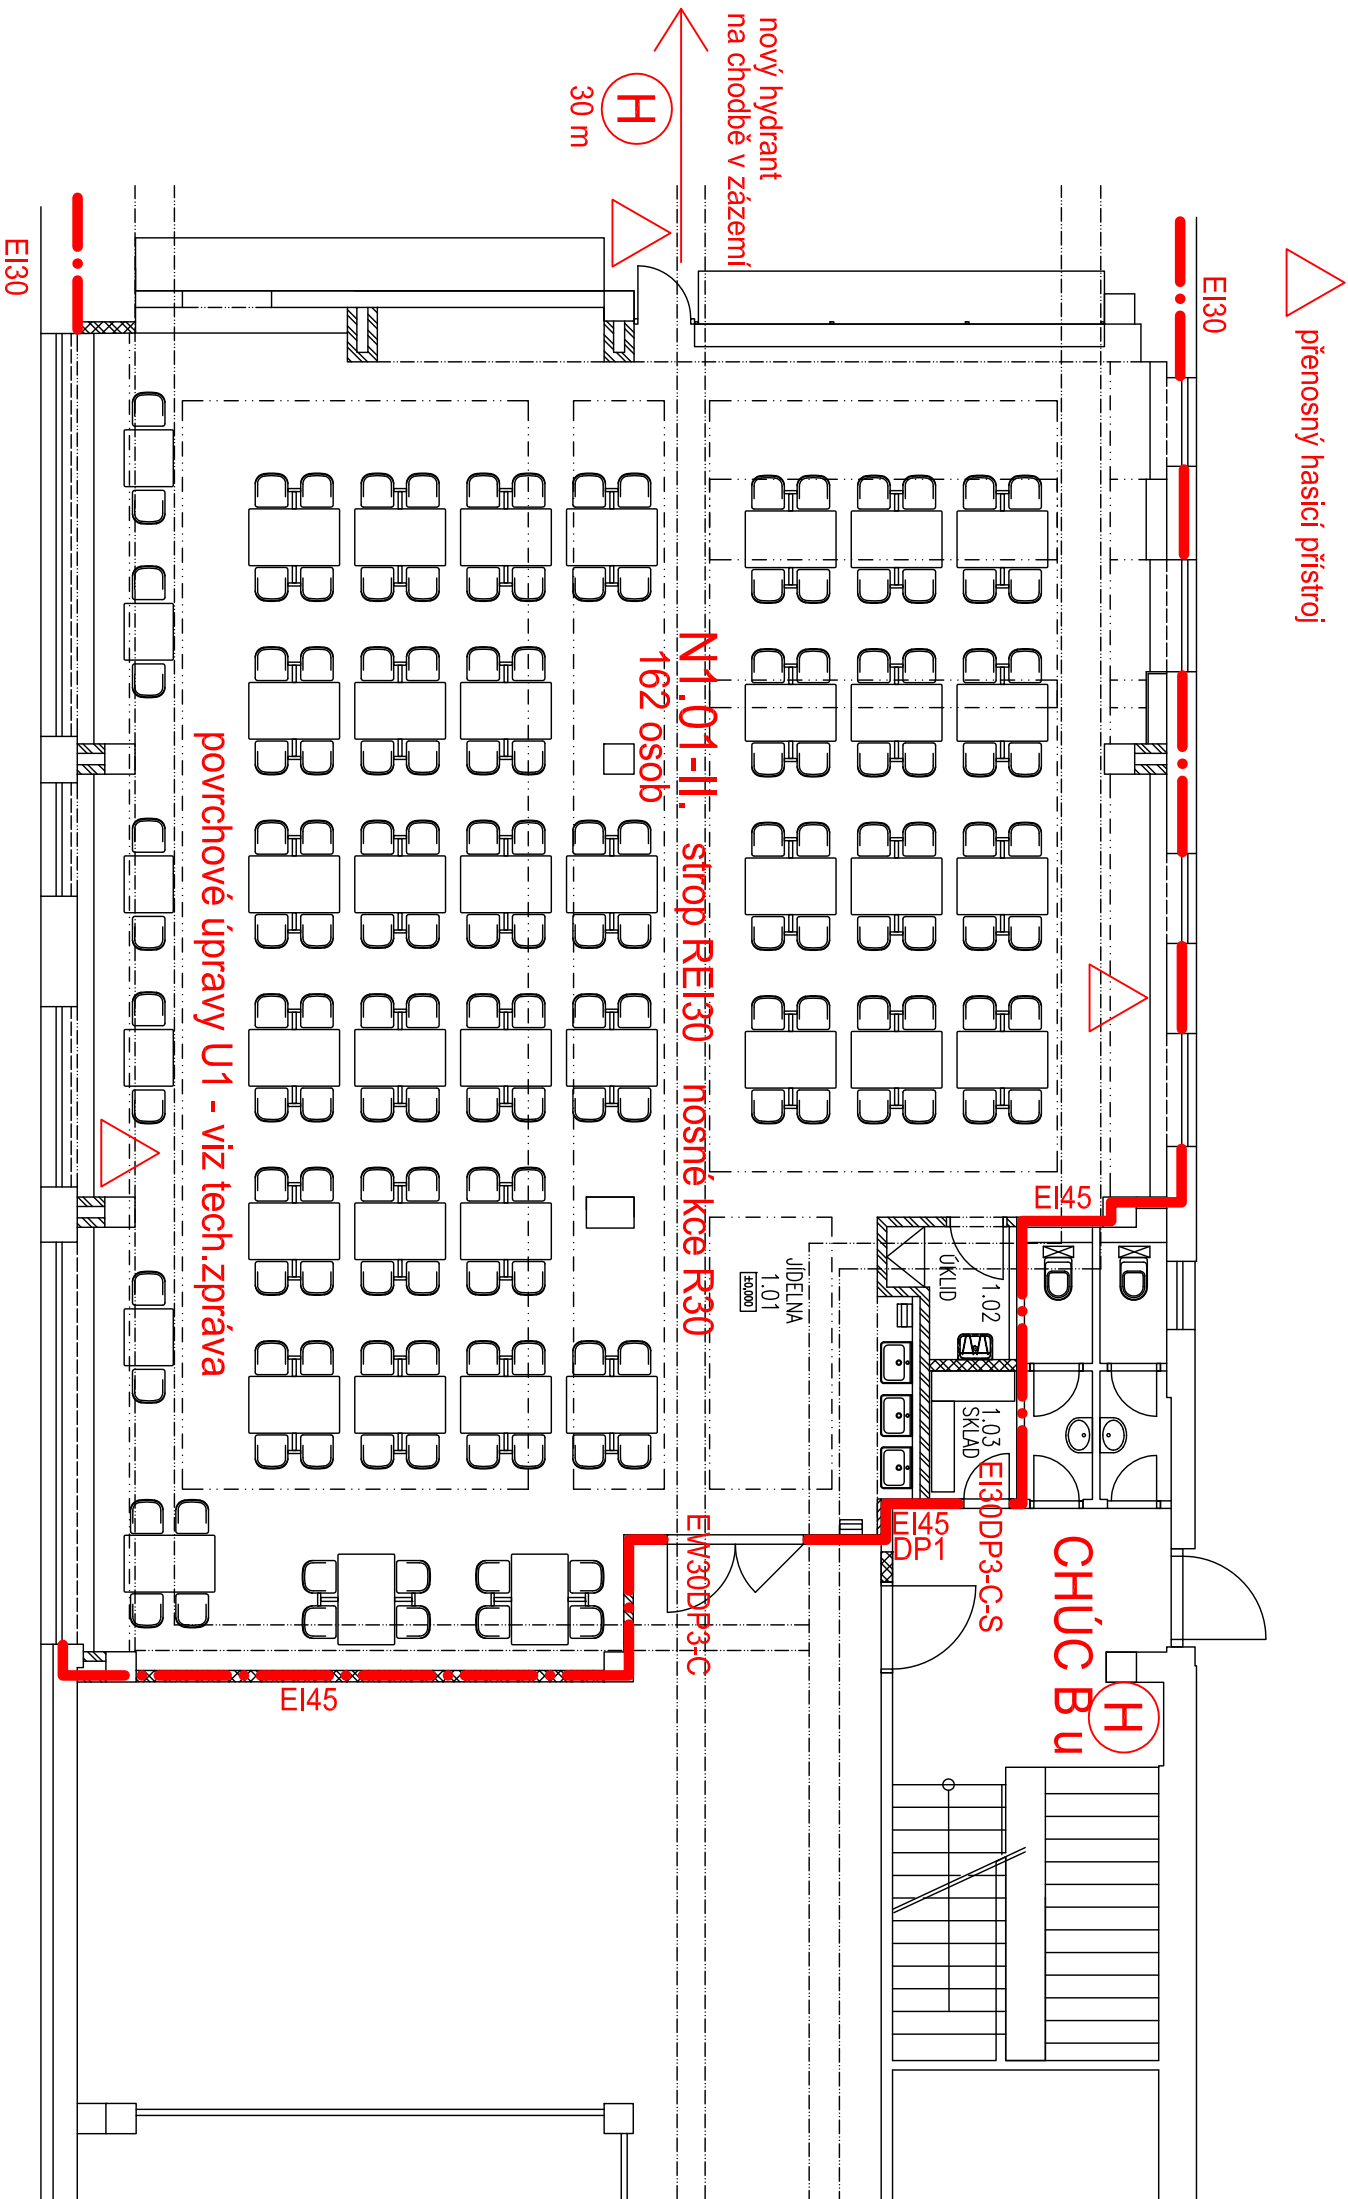 přenosný hasicí přístroj
nový hydrant
na chodbě v zázemí
H
30 m
EI30
EI30
N1.01-II. strop REI30 nosné kce R30
162 osob
povrchové úpravy U1 - viz tech.zpráva
JÍDELNA
1.01
±0,000
1.02
ÚKLID
1.03
SKLAD
EI45
EI30DP3-C-S
EI45
DP1
EW30DP3-C
EI45
CHÚC B u
H